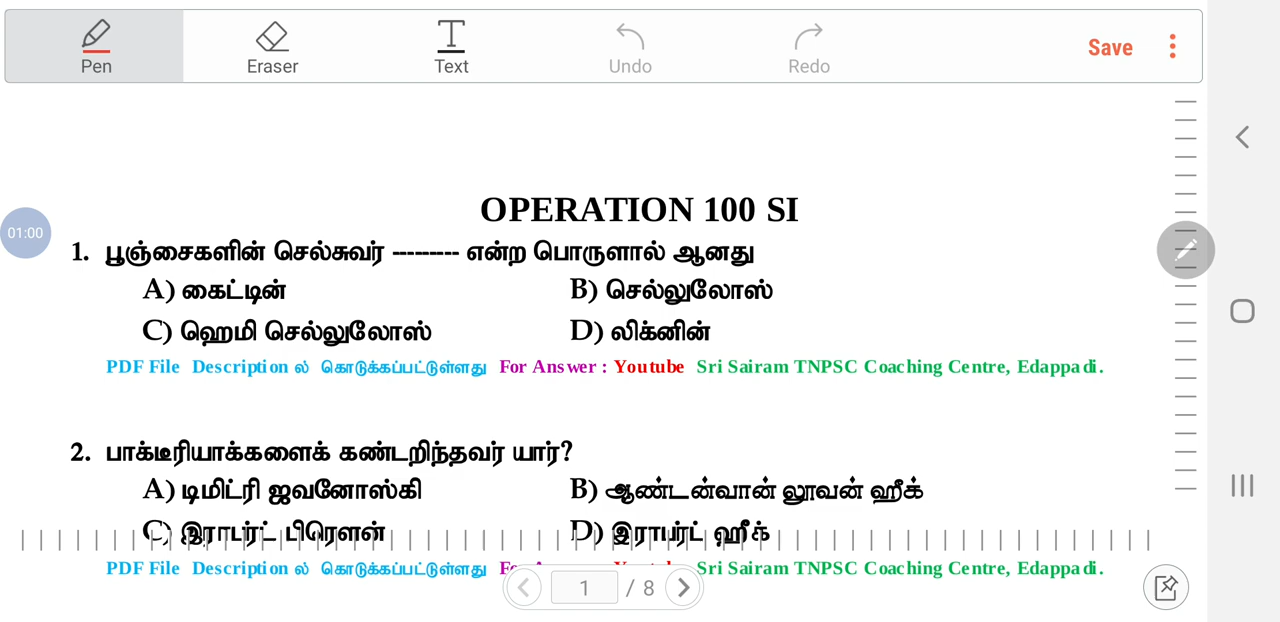 Pen Eraser Text Undo Redo Save
OPERATION 100 SI
01:00
1. பூஞ்சைகளின் செல்சுவர் --------- என்ற பொருளால் ஆனது
A) கைட்டின் B) செல்லுலோஸ்
C) ஹெமி செல்லுலோஸ் D) லிக்னின்
PDF File Description ல் கொடுக்கப்பட்டுள்ளது For Answer : Youtube Sri Sairam TNPSC Coaching Centre, Edappadi.
2. பாக்டீரியாக்களைக் கண்டறிந்தவர் யார்?
A) டிமிட்ரி ஐவனோஸ்கி B) ஆண்டன்வான் லூவன் ஹீக்
C) இராபர்ட் பிரௌன் D) இராபர்ட் ஹீக்
PDF File Description ல் கொடுக்கப்பட்டுள்ளது Sri Sairam TNPSC Coaching Centre, Edappadi.
1 / 8